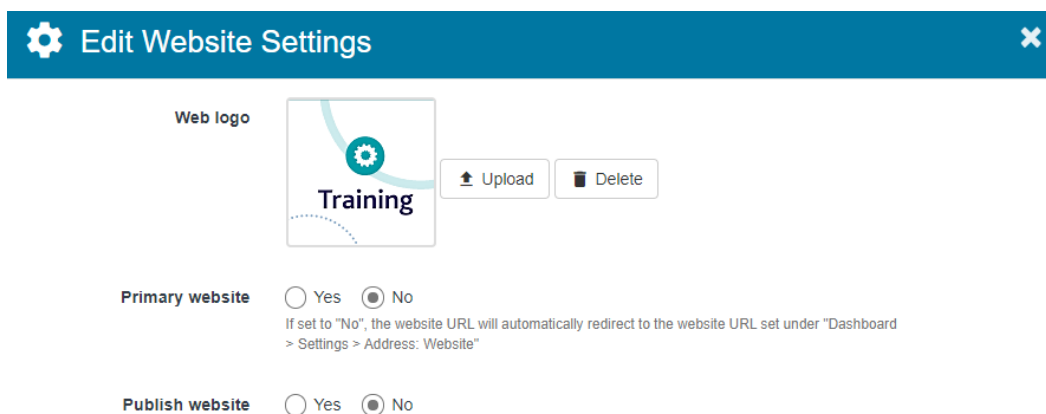 Edit Website Settings
Web logo
Training
Upload
Delete
Primary website
Yes
No
If set to "No", the website URL will automatically redirect to the website URL set under "Dashboard
> Settings > Address: Website"
Publish website
Yes
No